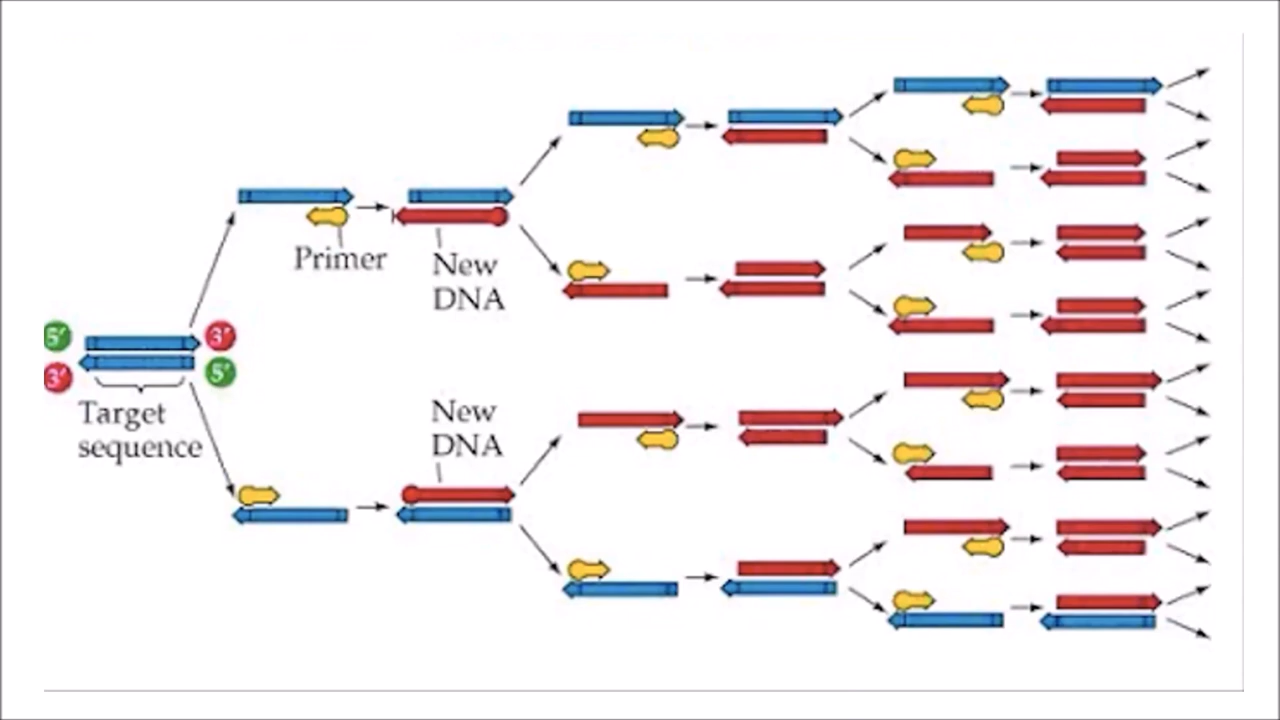 Primer
New
DNA
5′
3′
3′
5′
Target
sequence
New
DNA